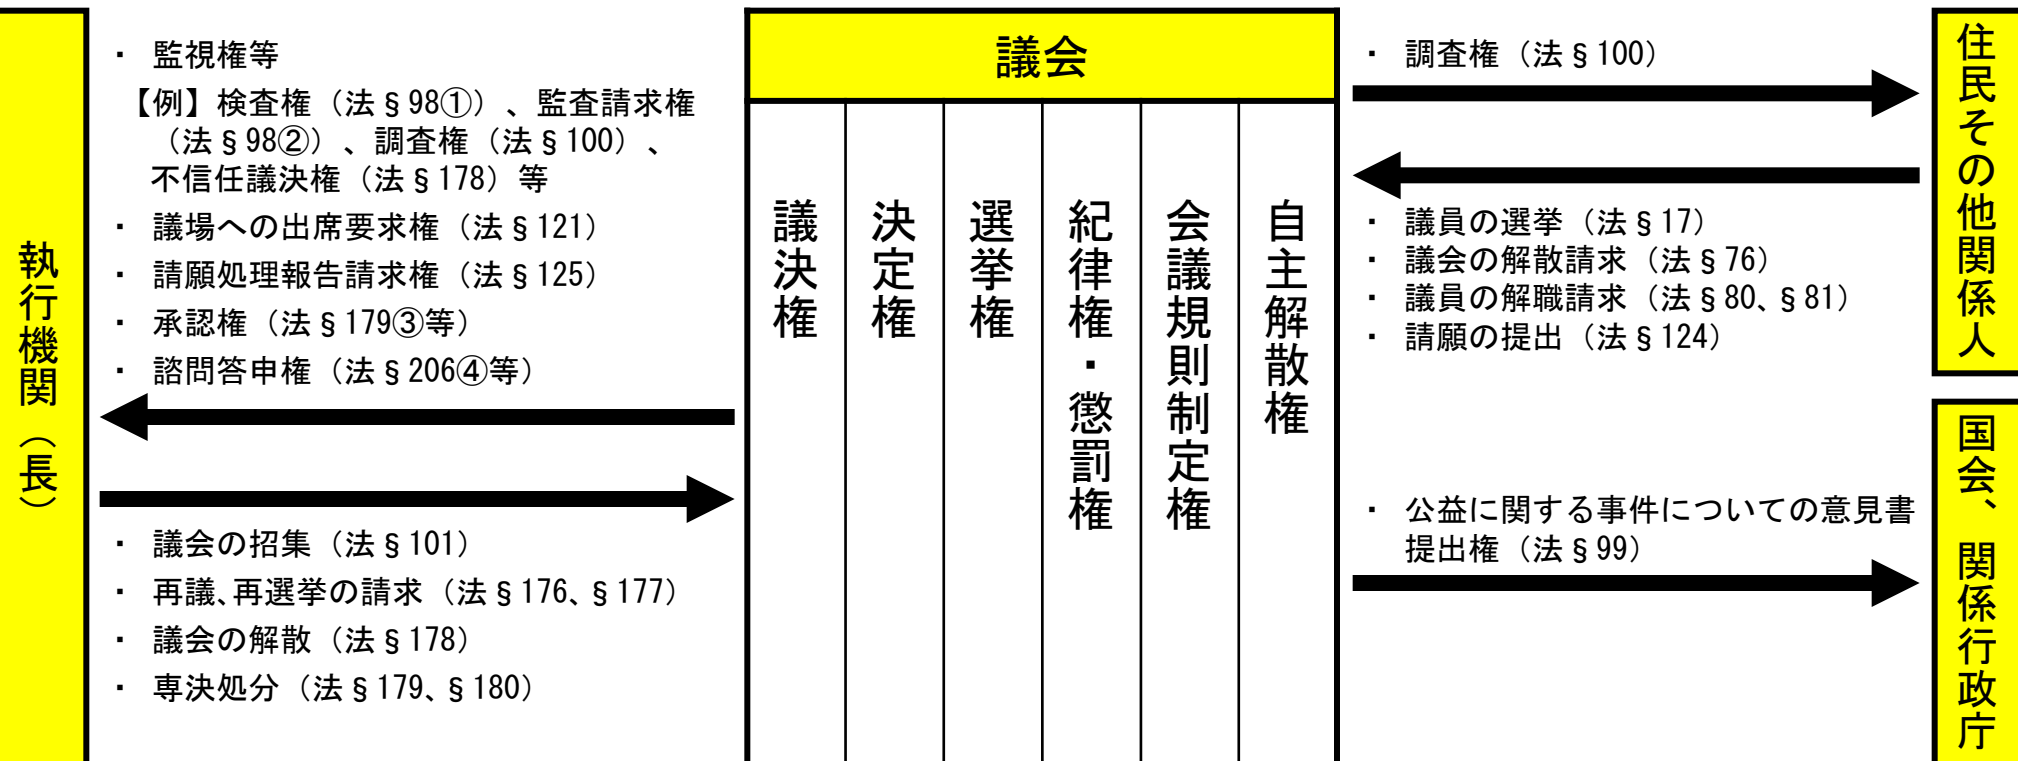 執行機関（長）
・ 監視権等
【例】検査権（法§98①）、監査請求権
（法§98②）、調査権（法§100）、
不信任議決権（法§178）等
・ 議場への出席要求権（法§121）
・ 請願処理報告請求権（法§125）
・ 承認権（法§179③等）
・ 諮問答申権（法§206④等）
・ 議会の招集（法§101）
・ 再議､再選挙の請求（法§176､§177）
・ 議会の解散（法§178）
・ 専決処分（法§179､§180）
議会
議決権
決定権
選挙権
紀律権・懲罰権
会議規則制定権
自主解散権
・ 調査権（法§100）
・ 議員の選挙（法§17）
・ 議会の解散請求（法§76）
・ 議員の解職請求（法§80､§81）
・ 請願の提出（法§124）
・ 公益に関する事件についての意見書
提出権（法§99）
住民その他関係人
国会、関係行政庁